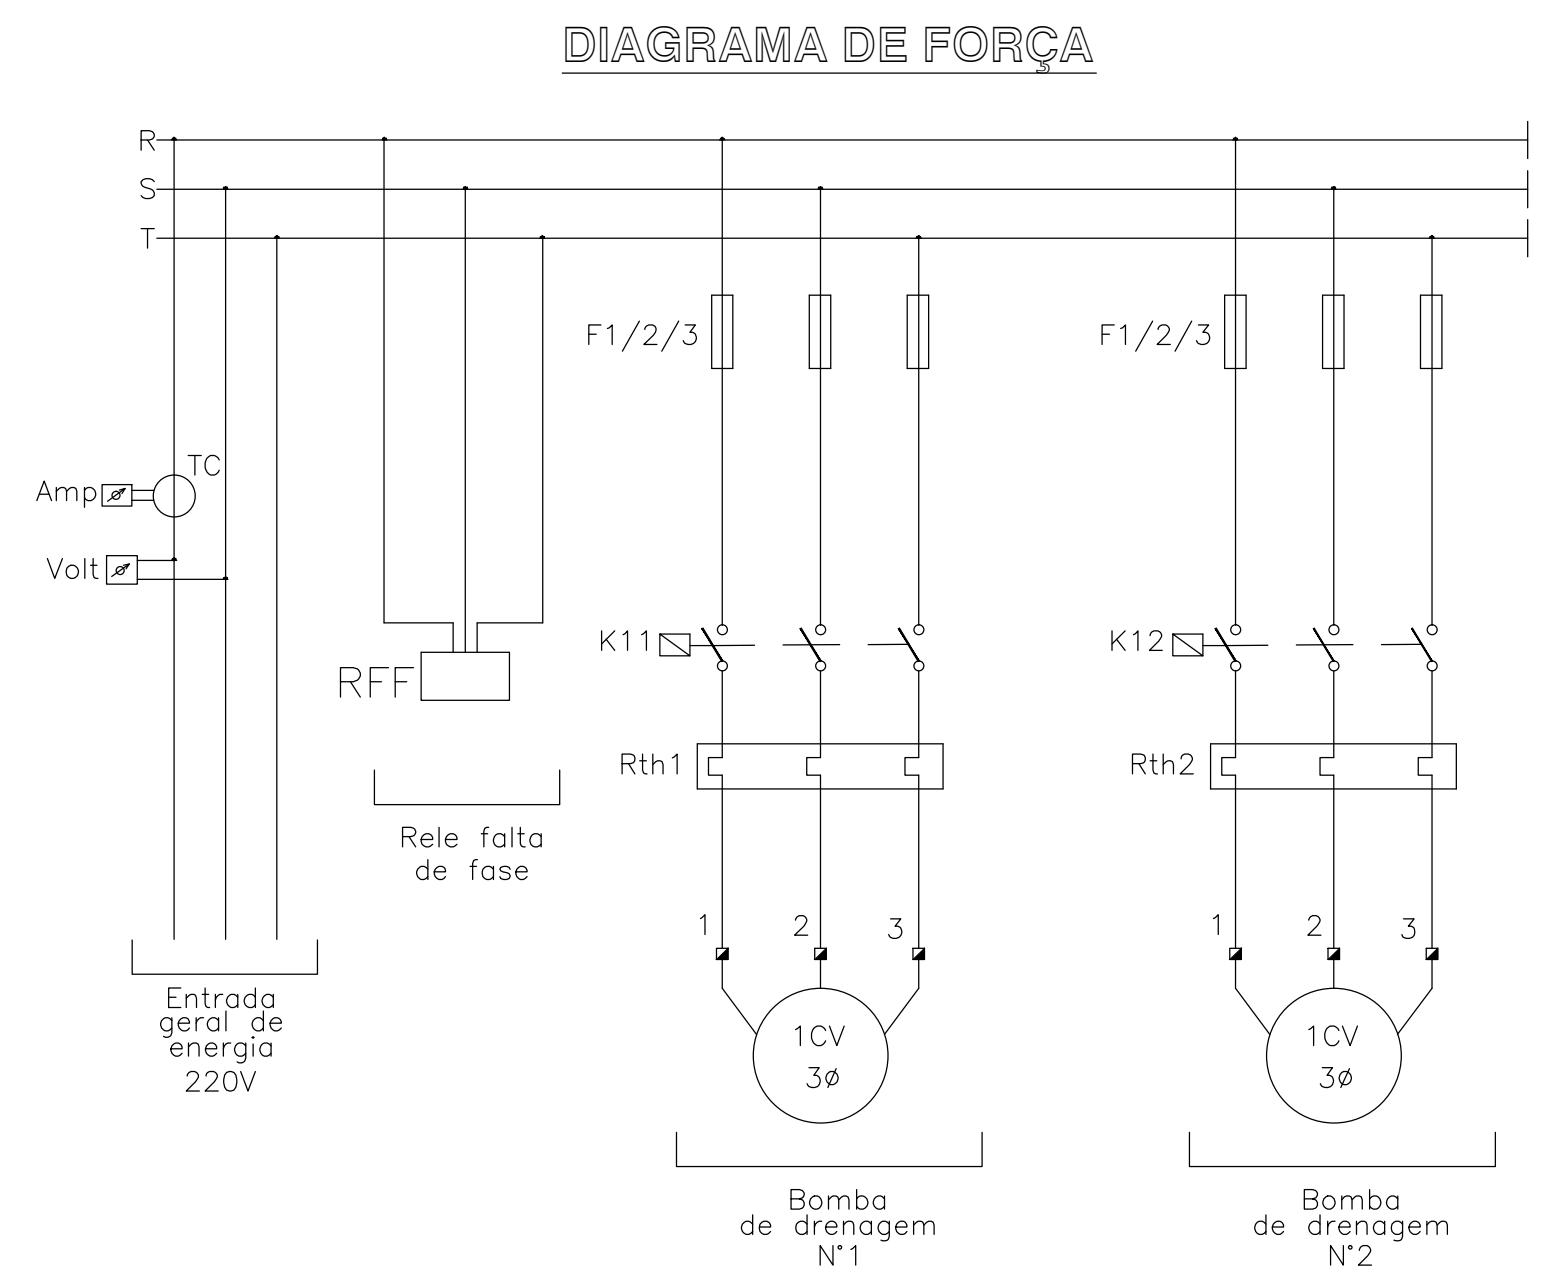 DIAGRAMA DE FORÇA
R
S
T
F1/2/3
F1/2/3
TC
Amp
Volt
K11
K12
RFF
Rth1
Rth2
Rele falta
de fase
1
2
3
1
2
3
Entrada
geral de
energia
220V
1CV
3ø
1CV
3ø
Bomba
de drenagem
N°1
Bomba
de drenagem
N°2